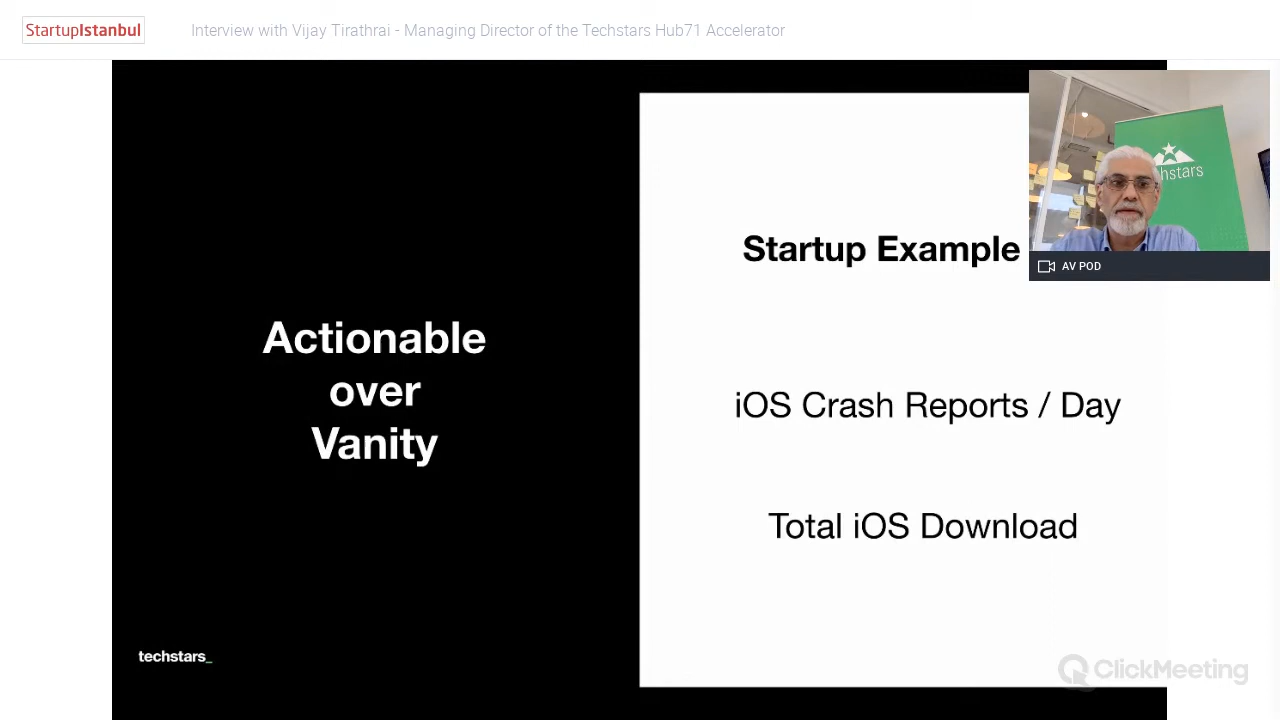 StartupIstanbul
Interview with Vijay Tirathrai - Managing Director of the Techstars Hub71 Accelerator
Actionable
over
Vanity
techstars_
Startup Example
iOS Crash Reports / Day
Total iOS Download
chstars
AV POD
ClickMeeting